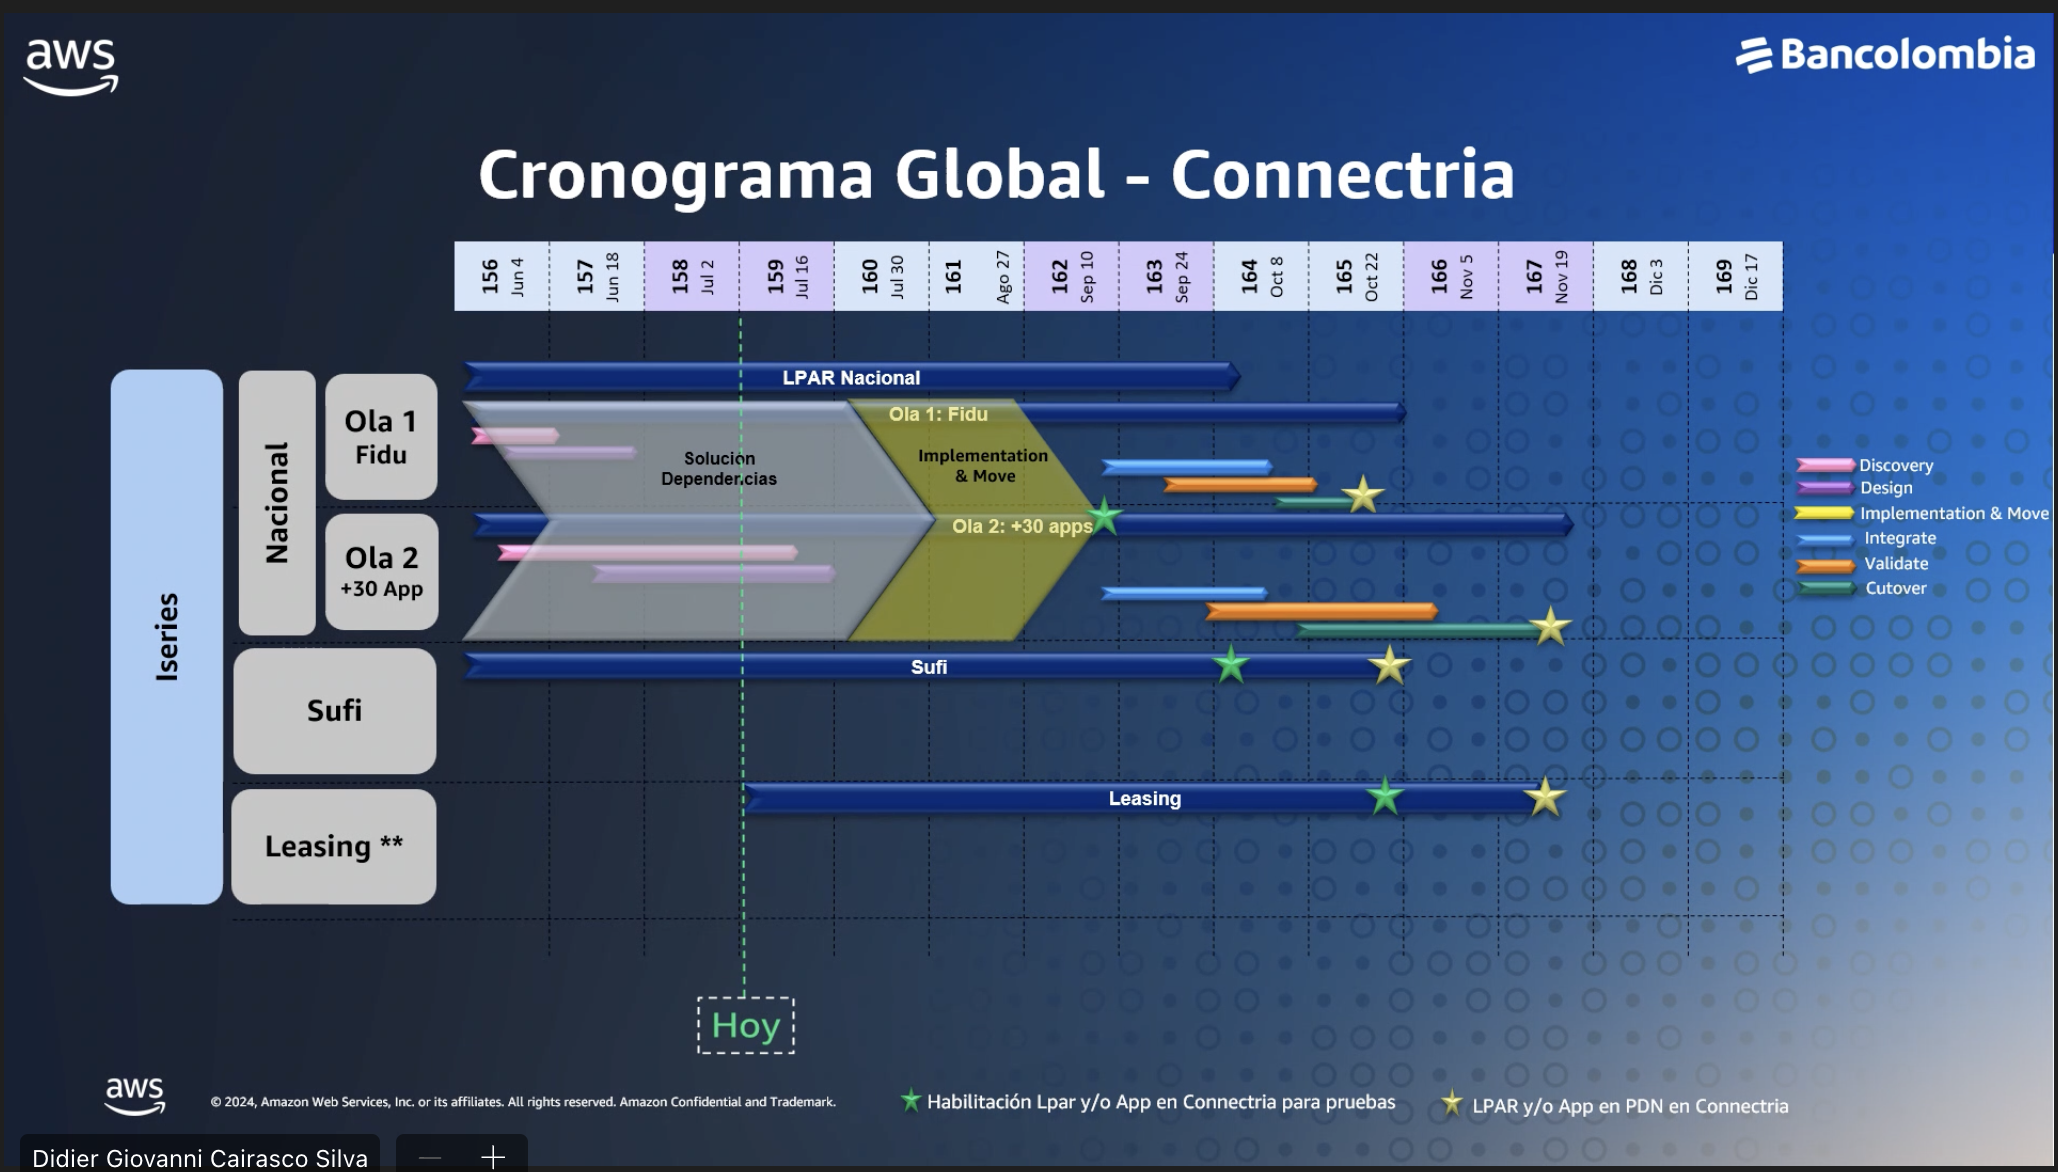 aws
Bancolombia
Cronograma Global - Connectria
156 Jun 4
157 Jun 18
158 Jul 2
159 Jul 16
160 Jul 30
161 Ago 27
162 Sep 10
163 Sep 24
164 Oct 8
165 Oct 22
166 Nov 5
167 Nov 19
168 Dic 3
169 Dic 17
Iseries
Nacional
Ola 1
Fidu
Ola 2
+30 App
Sufi
Leasing **
LPAR Nacional
Ola 1: Fidu
Solución
Dependencias
Implementation
& Move
Ola 2: +30 apps
Sufi
Leasing
Discovery
Design
Implementation & Move
Integrate
Validate
Cutover
Hoy
aws
© 2024, Amazon Web Services, Inc. or its affiliates. All rights reserved. Amazon Confidential and Trademark.
Habilitación Lpar y/o App en Connectria para pruebas
LPAR y/o App en PDN en Connectria
Didier Giovanni Cairasco Silva